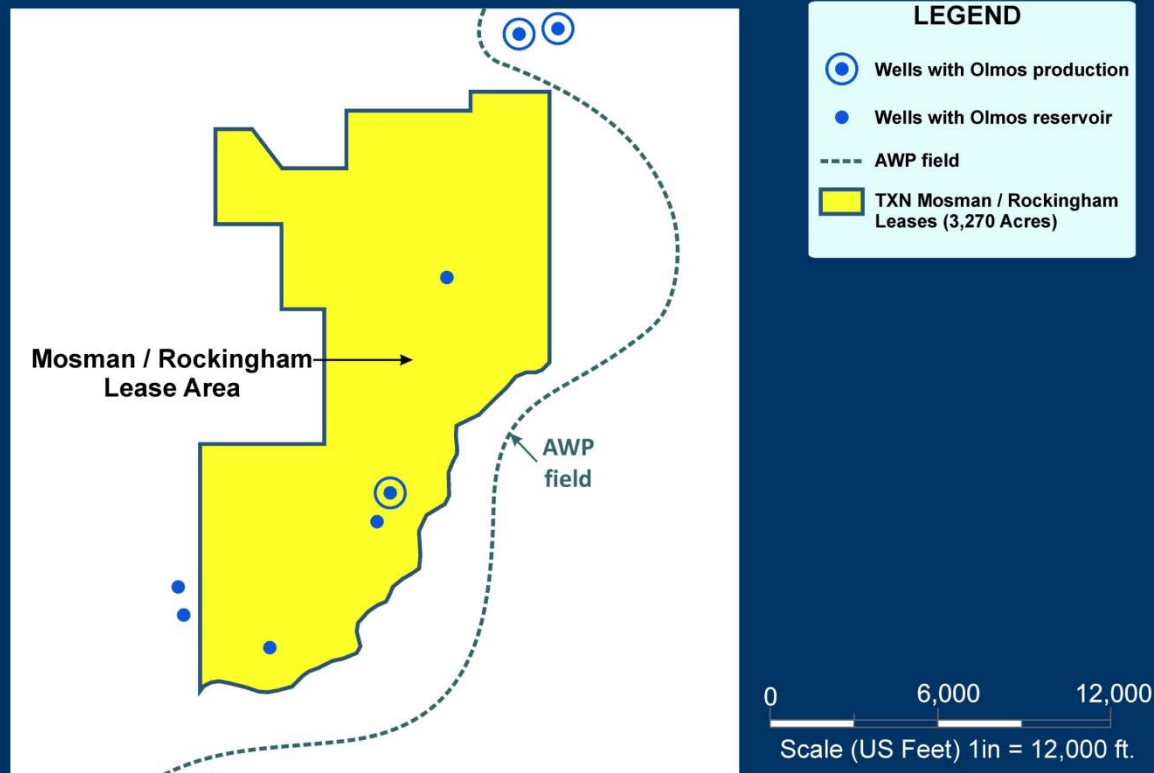 LEGEND
Wells with Olmos production
Wells with Olmos reservoir
AWP field
TXN Mosman / Rockingham
Leases (3,270 Acres)
Mosman / Rockingham
Lease Area
AWP
field
0 6,000 12,000
Scale (US Feet) 1in = 12,000 ft.